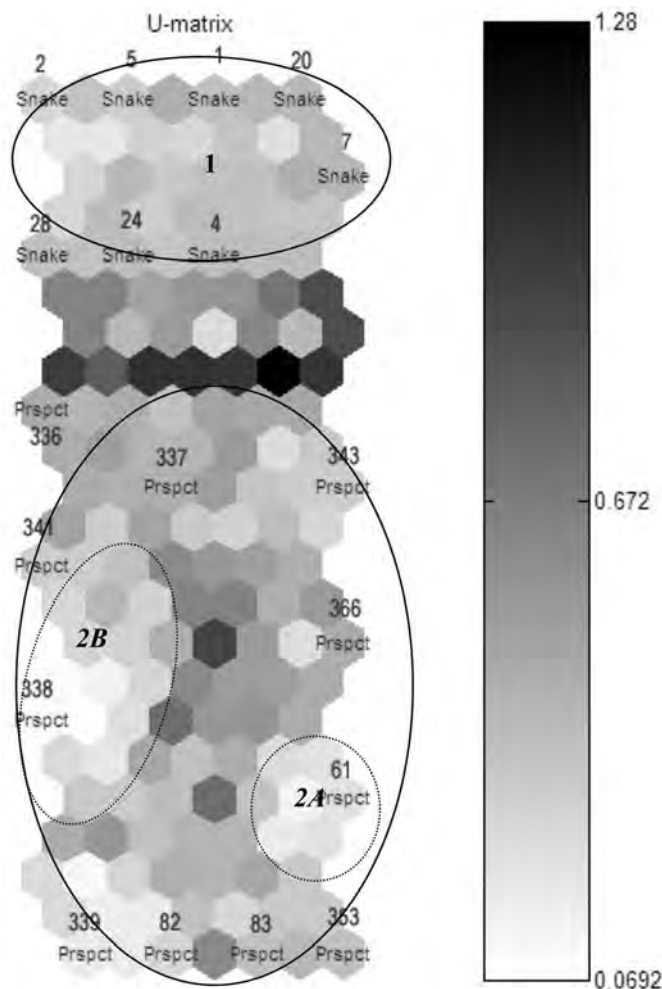 U-matrix
1.28
2 5 1 20
Snake Snake Snake Snake
7
1
Snake
28 24 4
Snake Snake Snake
Prspct
336 337 343
Prspct Prspct
0.672
341
Prspct
366
2B
Prspct
338
Prspct
61
2A Prspct
339 82 83 353
Prspct Prspct Prspct Prspct
0.0692